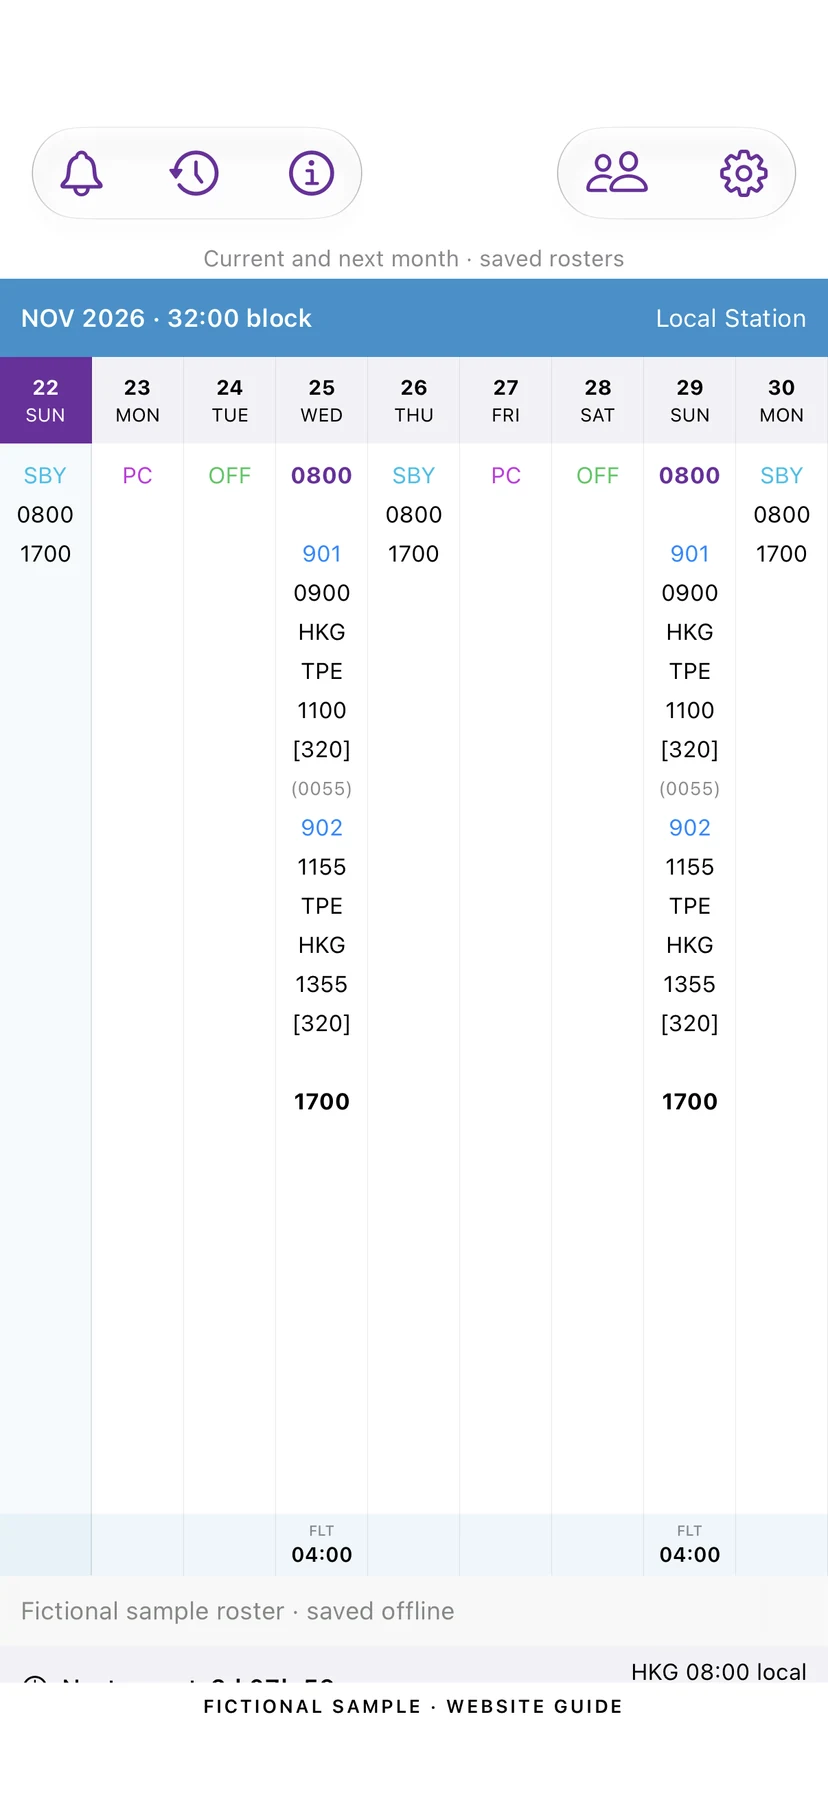 Current and next month · saved rosters
NOV 2026 · 32:00 block Local Station
22 23 24 25 26 27 28 29 30
SUN MON TUE WED THU FRI SAT SUN MON
SBY PC OFF 0800 SBY PC OFF 0800 SBY
0800 0800 0800
1700 901 1700 901 1700
0900 0900
HKG HKG
TPE TPE
1100 1100
[320] [320]
(0055) (0055)
902 902
1155 1155
TPE TPE
HKG HKG
1355 1355
[320] [320]
1700 1700
FLT FLT
04:00 04:00
Fictional sample roster · saved offline
HKG 08:00 local
FICTIONAL SAMPLE · WEBSITE GUIDE